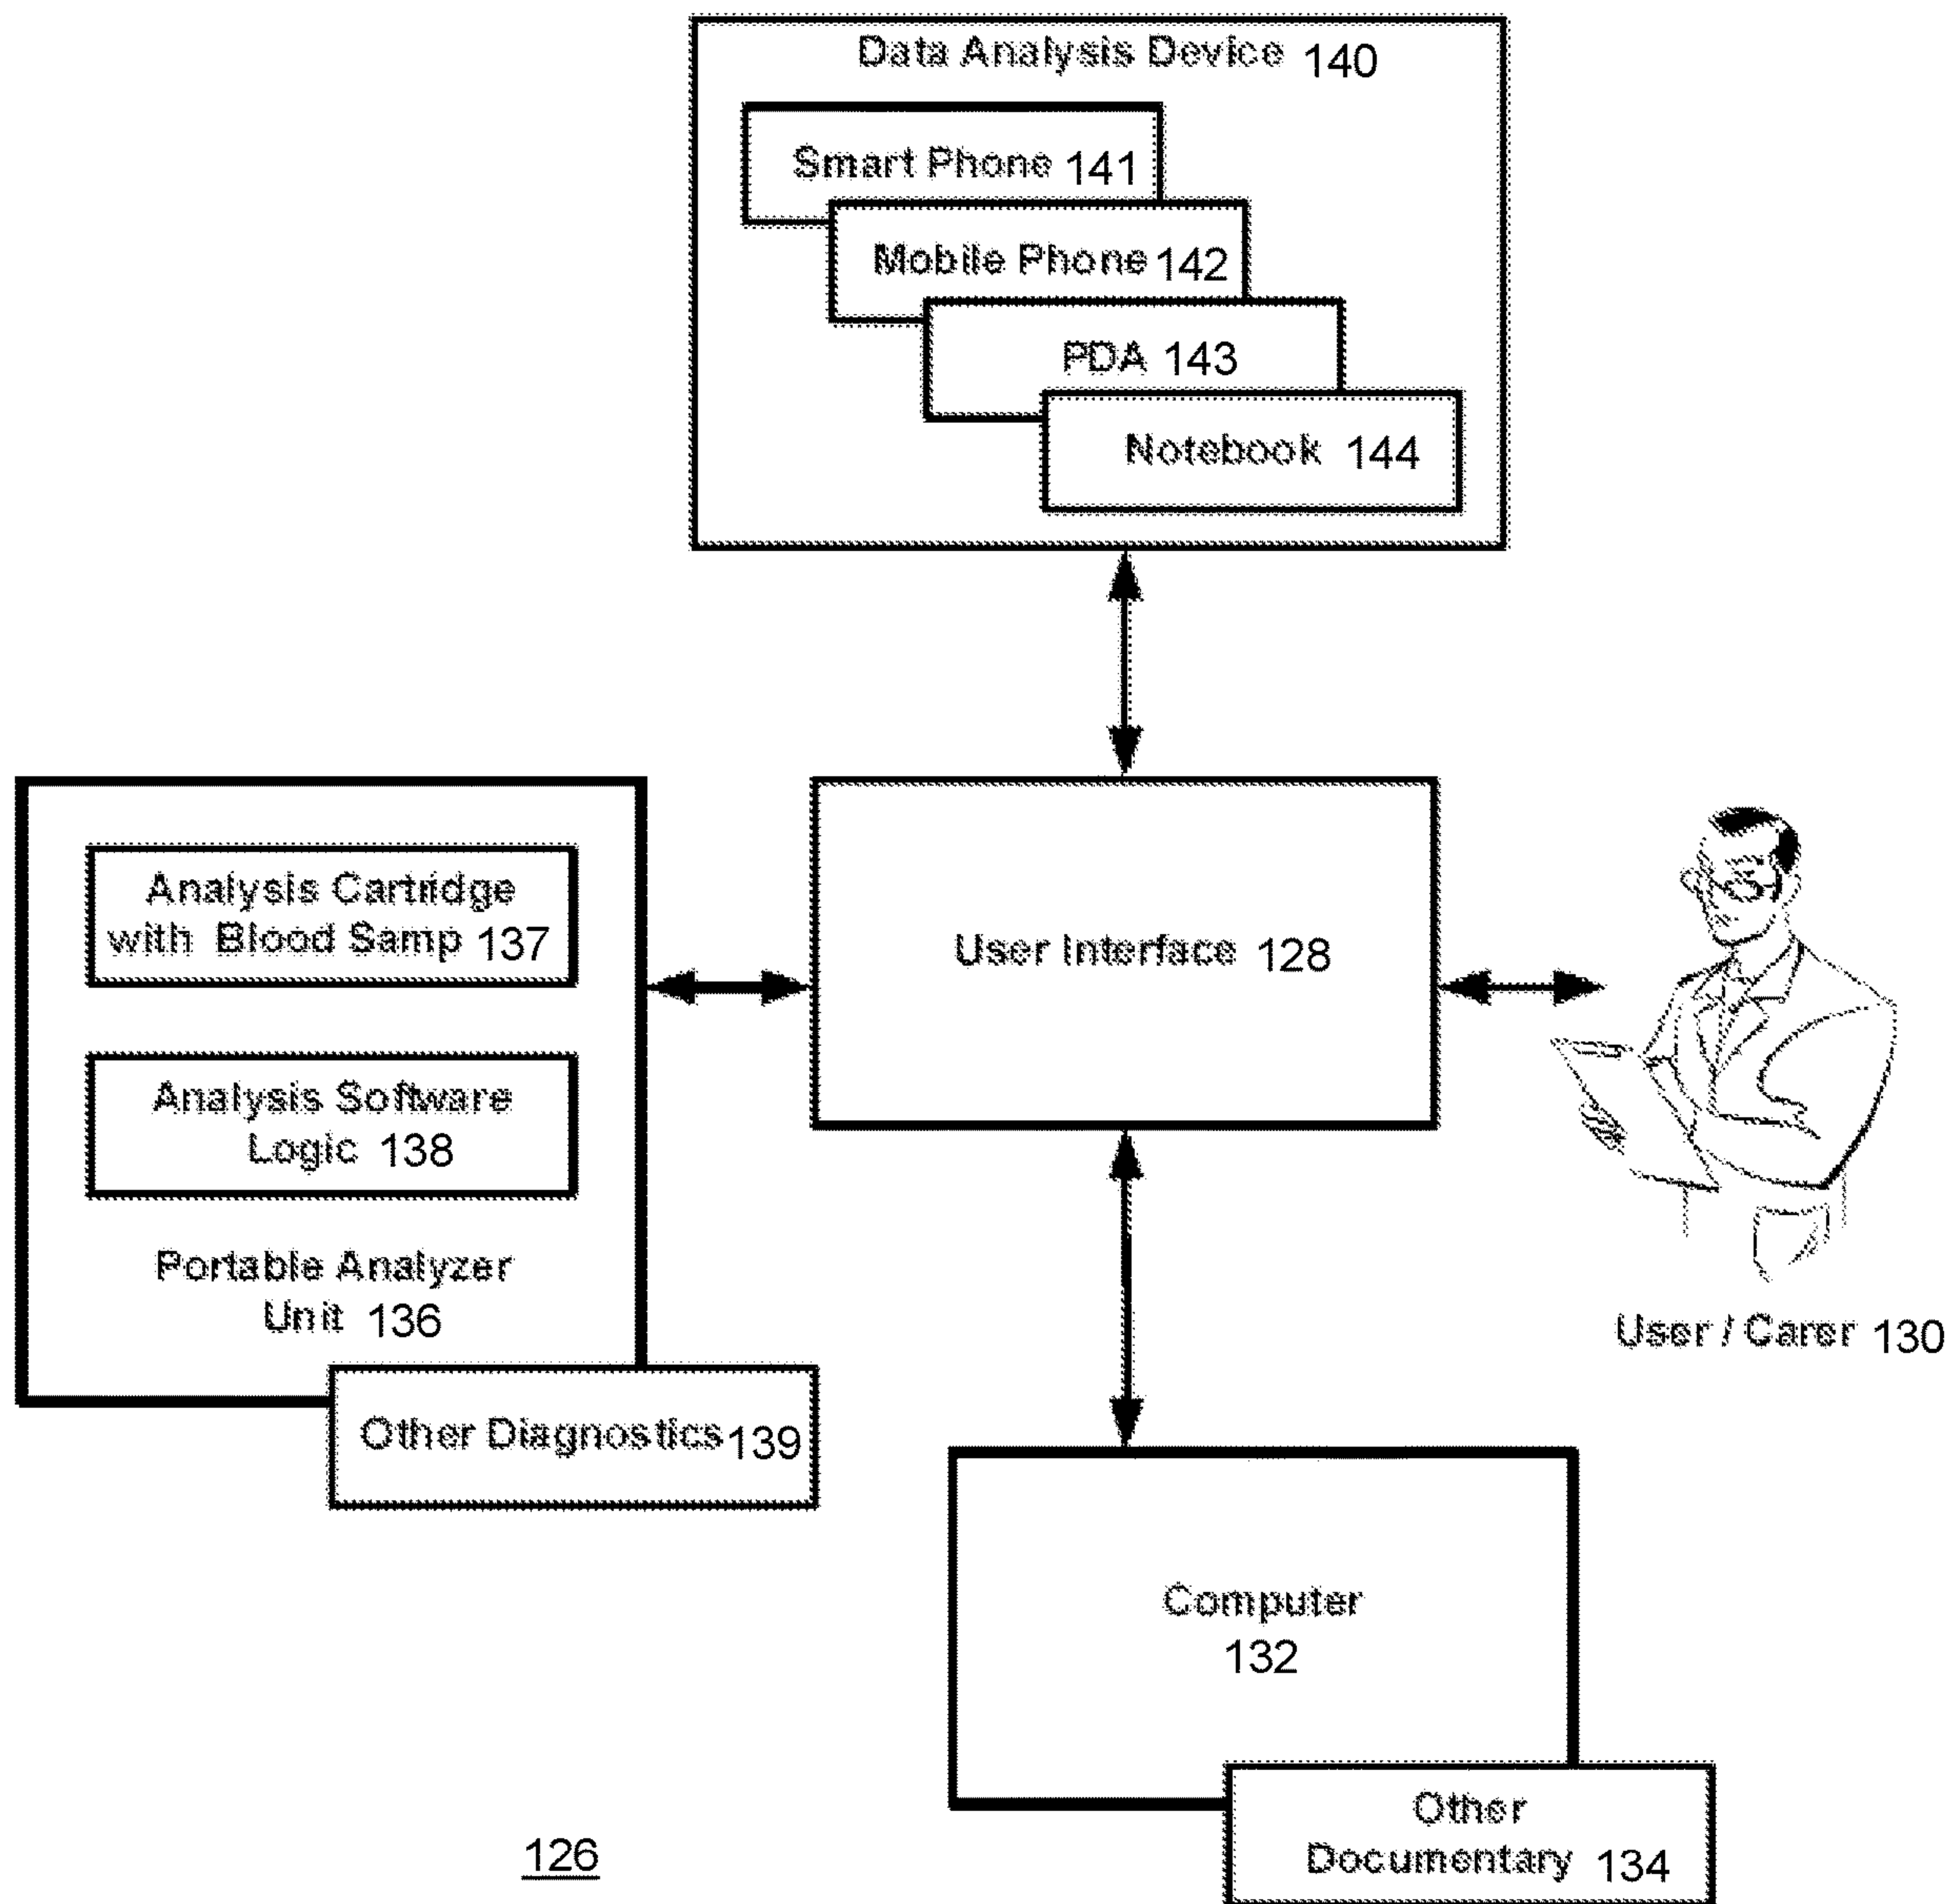 Data Analysis Device 140
Smart Phone 141
Mobile Phone 142
PDA 143
Notebook 144
Analysis Cartridge
with Blood Samp 137
Analysis Software
Logic 138
Portable Analyzer
Unit 136
Other Diagnostics 139
User Interface 128
User / Carer 130
Computer
132
Other
Documentary 134
126